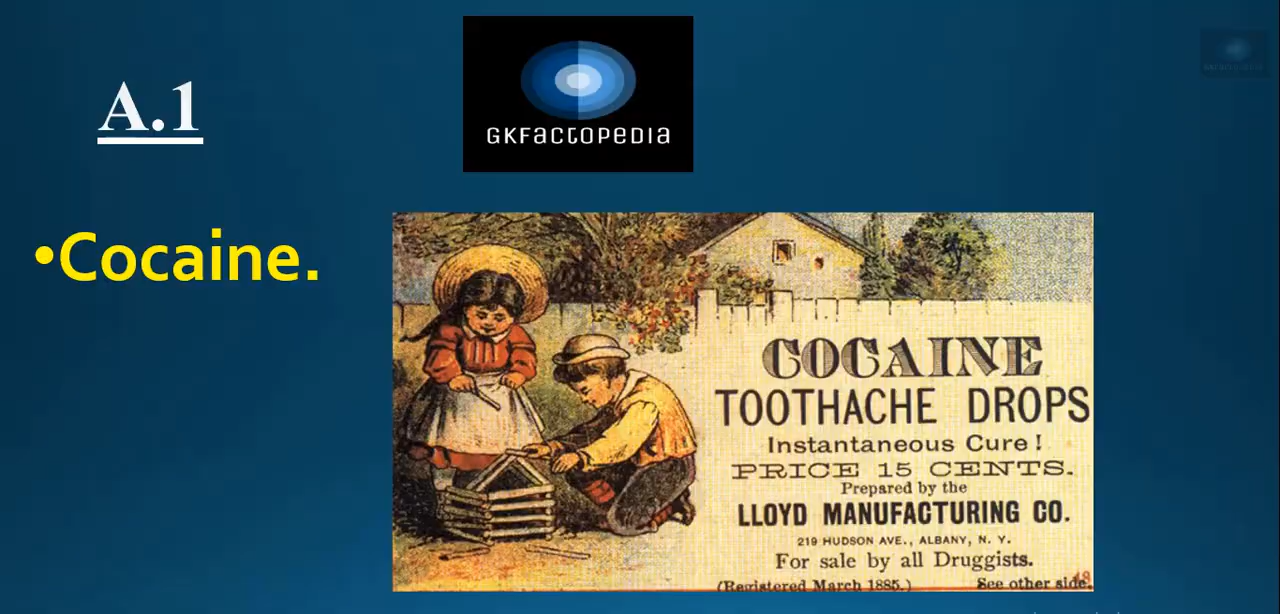 A.1
GKFactopedia
•Cocaine.
COCAINE
TOOTHACHE DROPS
Instantaneous Cure!
PRICE 15 CENTS.
Prepared by the
LLOYD MANUFACTURING CO.
219 HUDSON AVE., ALBANY, N. Y.
For sale by all Druggists.
(Registered March 1885.) See other side.